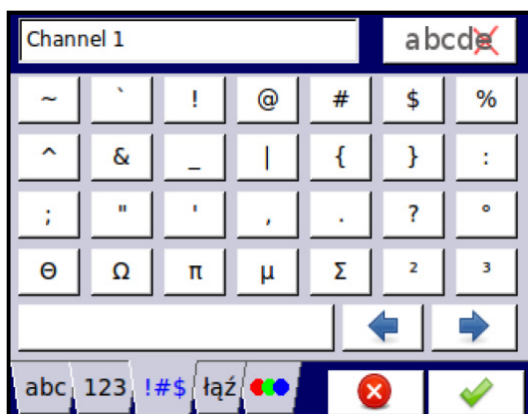 Channel 1 abcde
~ ` ! @ # $ %
^ & _ | { } :
; " ' , . ? °
Θ Ω π μ Σ ² ³
abc 123 !#$ łąź